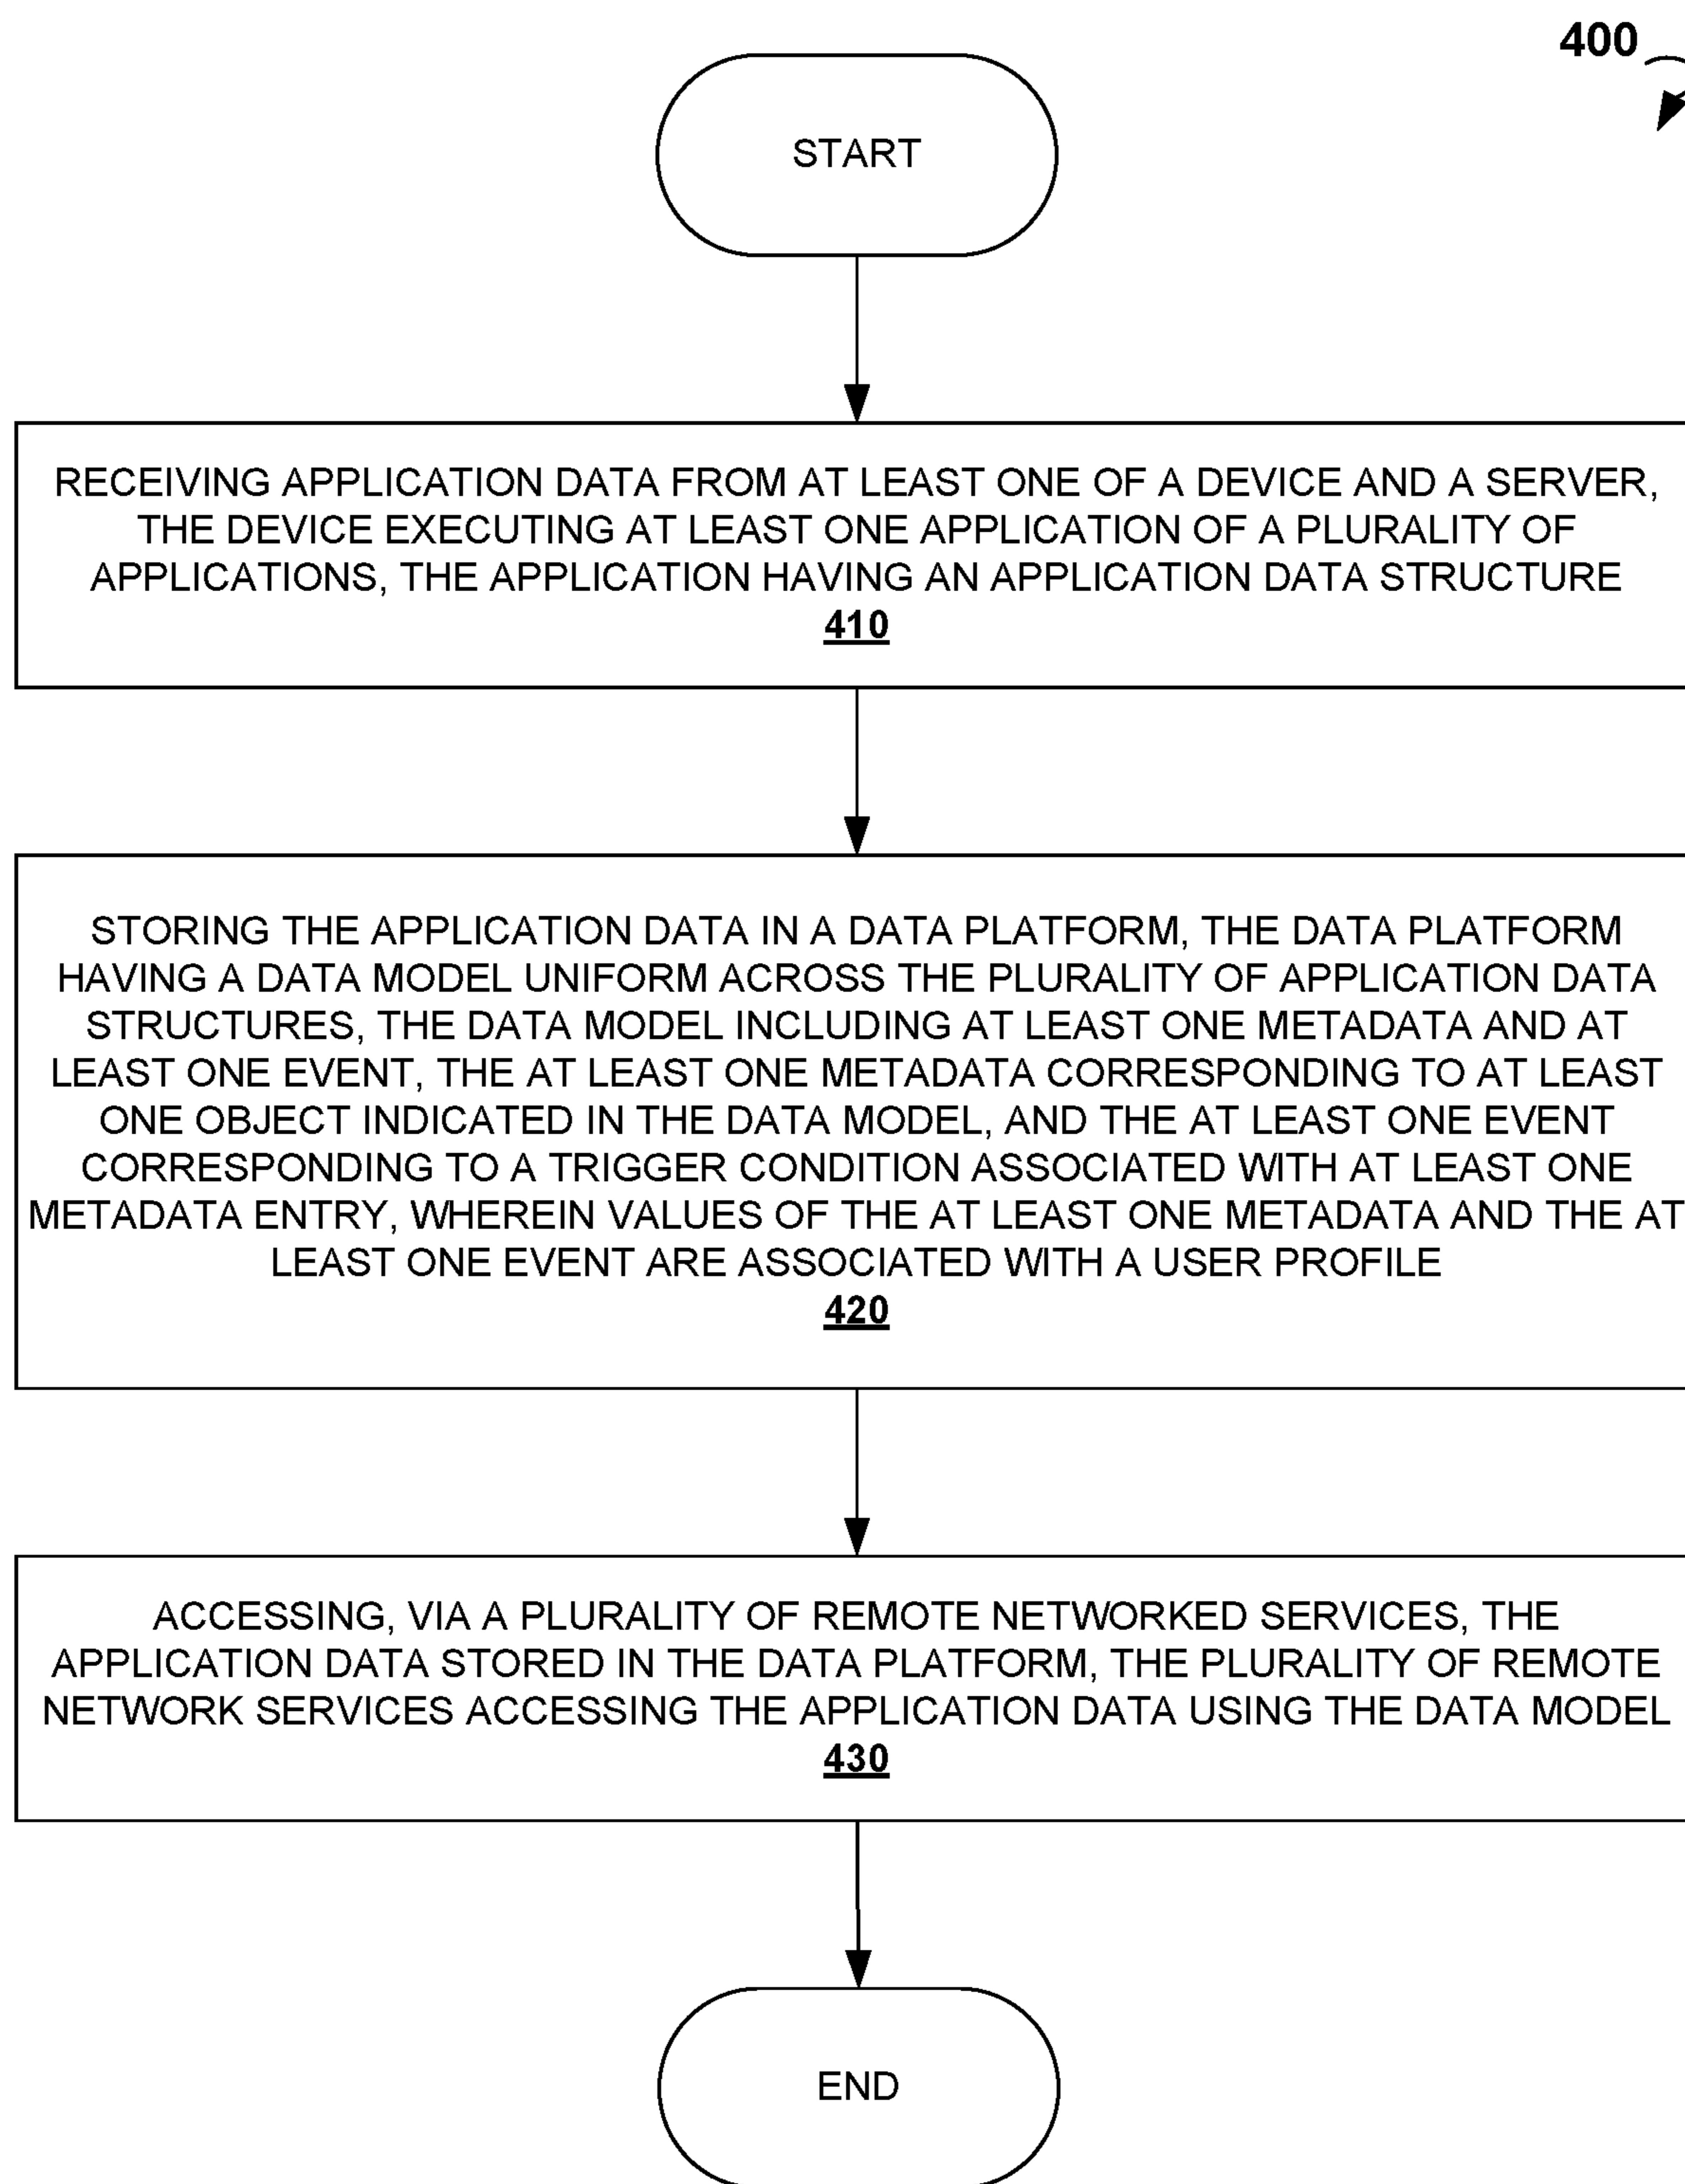 400
START
RECEIVING APPLICATION DATA FROM AT LEAST ONE OF A DEVICE AND A SERVER,
THE DEVICE EXECUTING AT LEAST ONE APPLICATION OF A PLURALITY OF
APPLICATIONS, THE APPLICATION HAVING AN APPLICATION DATA STRUCTURE
410
STORING THE APPLICATION DATA IN A DATA PLATFORM, THE DATA PLATFORM
HAVING A DATA MODEL UNIFORM ACROSS THE PLURALITY OF APPLICATION DATA
STRUCTURES, THE DATA MODEL INCLUDING AT LEAST ONE METADATA AND AT
LEAST ONE EVENT, THE AT LEAST ONE METADATA CORRESPONDING TO AT LEAST
ONE OBJECT INDICATED IN THE DATA MODEL, AND THE AT LEAST ONE EVENT
CORRESPONDING TO A TRIGGER CONDITION ASSOCIATED WITH AT LEAST ONE
METADATA ENTRY, WHEREIN VALUES OF THE AT LEAST ONE METADATA AND THE AT
LEAST ONE EVENT ARE ASSOCIATED WITH A USER PROFILE
420
ACCESSING, VIA A PLURALITY OF REMOTE NETWORKED SERVICES, THE
APPLICATION DATA STORED IN THE DATA PLATFORM, THE PLURALITY OF REMOTE
NETWORK SERVICES ACCESSING THE APPLICATION DATA USING THE DATA MODEL
430
END